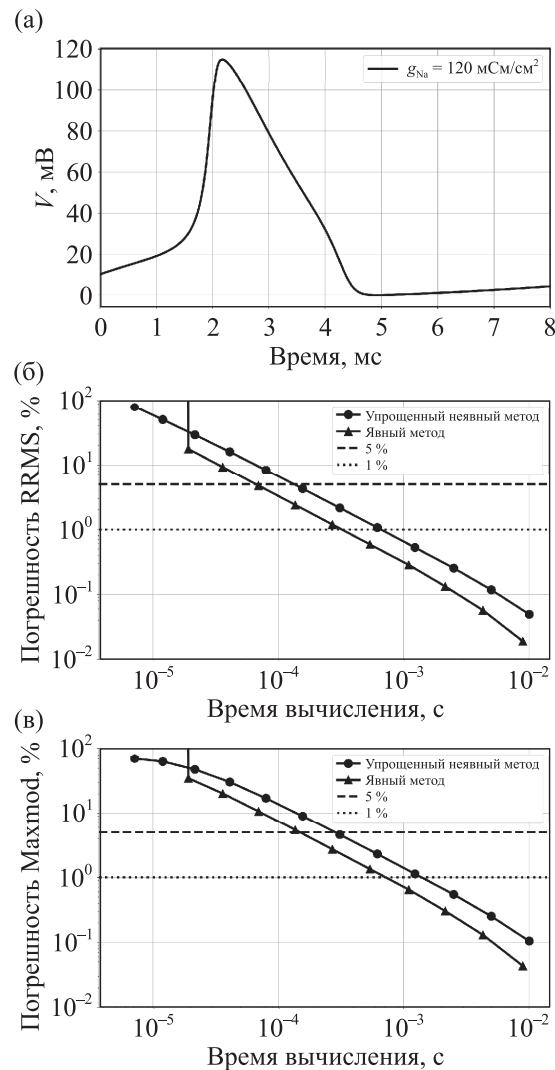 (а)
120
100
80
60
40
20
0
V, мВ
g_Na = 120 мСм/см²
0 1 2 3 4 5 6 7 8
Время, мс
(б)
10²
10¹
10⁰
10⁻¹
10⁻²
Погрешность RRMS, %
Упрощенный неявный метод
Явный метод
5 %
1 %
10⁻⁵ 10⁻⁴ 10⁻³ 10⁻²
Время вычисления, с
(в)
10²
10¹
10⁰
10⁻¹
10⁻²
Погрешность Maxmod, %
Упрощенный неявный метод
Явный метод
5 %
1 %
10⁻⁵ 10⁻⁴ 10⁻³ 10⁻²
Время вычисления, с